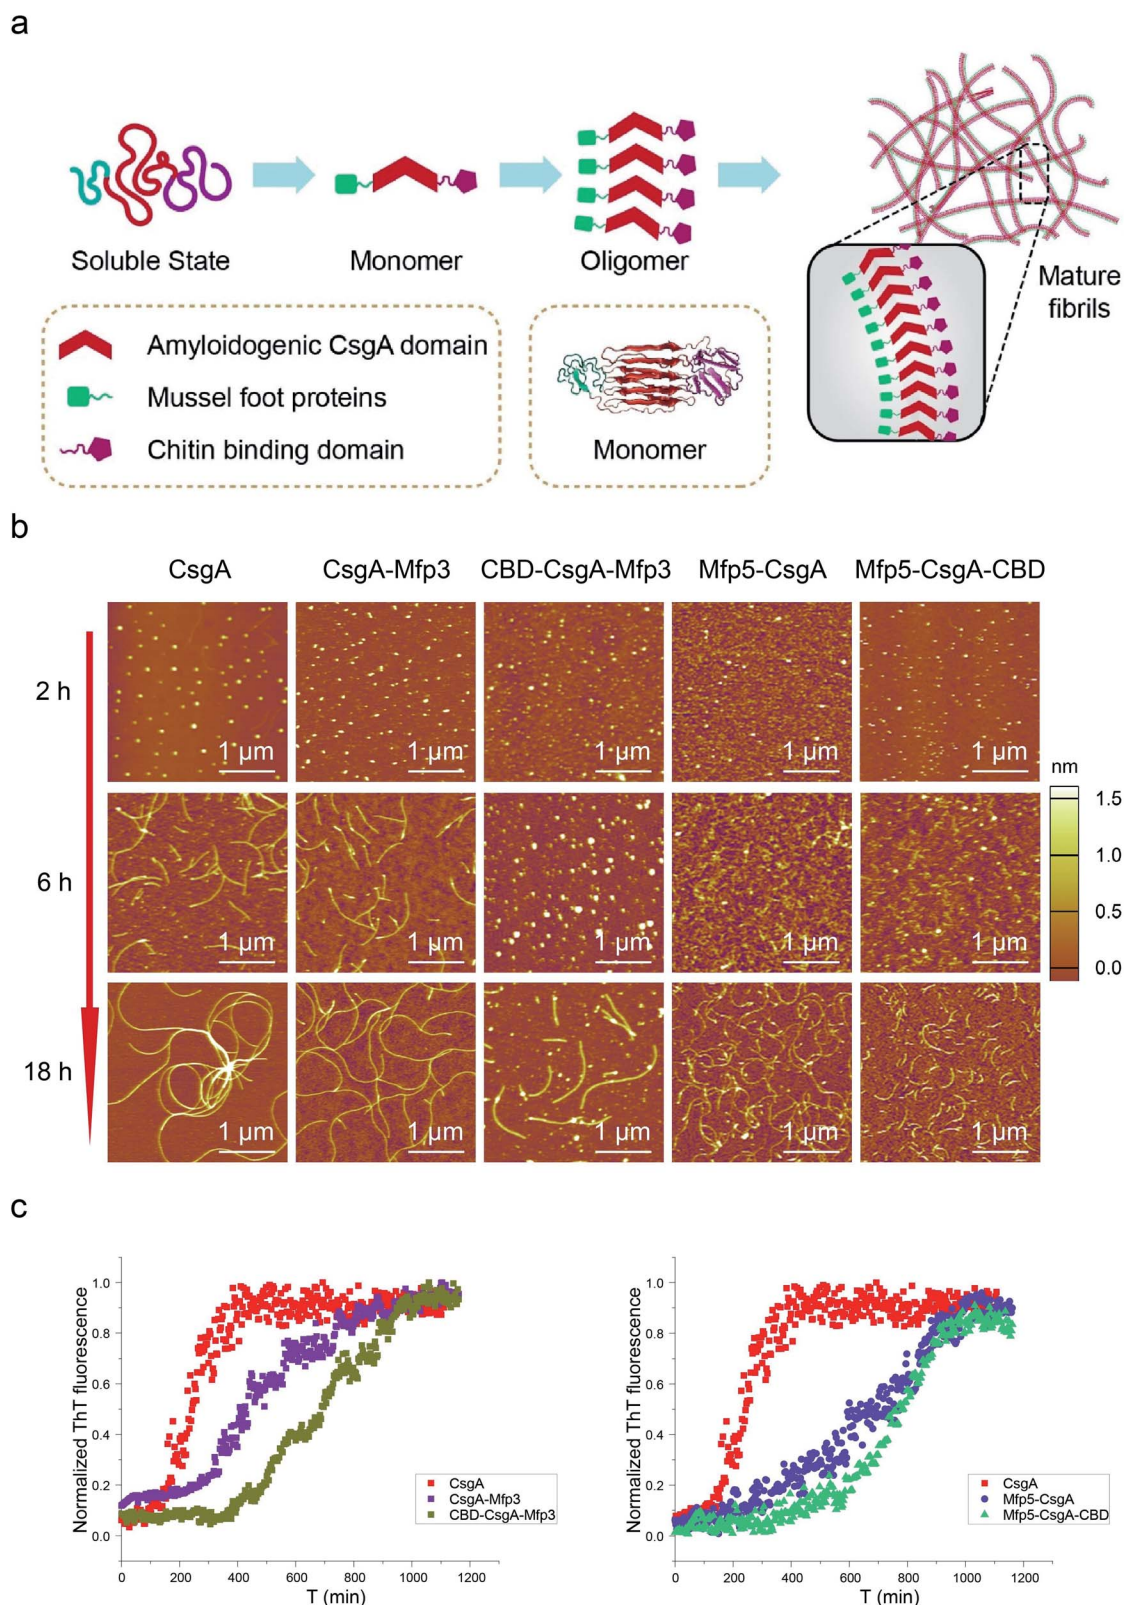 a
Soluble State
Monomer
Oligomer
Mature
fibrils
Amyloidogenic CsgA domain
Mussel foot proteins
Chitin binding domain
Monomer
b
CsgA
CsgA-Mfp3
CBD-CsgA-Mfp3
Mfp5-CsgA
Mfp5-CsgA-CBD
2 h
1 μm
1 μm
1 μm
1 μm
1 μm
nm
1.5
1.0
0.5
0.0
6 h
1 μm
1 μm
1 μm
1 μm
1 μm
18 h
1 μm
1 μm
1 μm
1 μm
1 μm
c
Normalized ThT fluorescence
1.0
0.8
0.6
0.4
0.2
0.0
CsgA
CsgA-Mfp3
CBD-CsgA-Mfp3
0 200 400 600 800 1000 1200
T (min)
Normalized ThT fluorescence
1.0
0.8
0.6
0.4
0.2
0.0
CsgA
Mfp5-CsgA
Mfp5-CsgA-CBD
0 200 400 600 800 1000 1200
T (min)